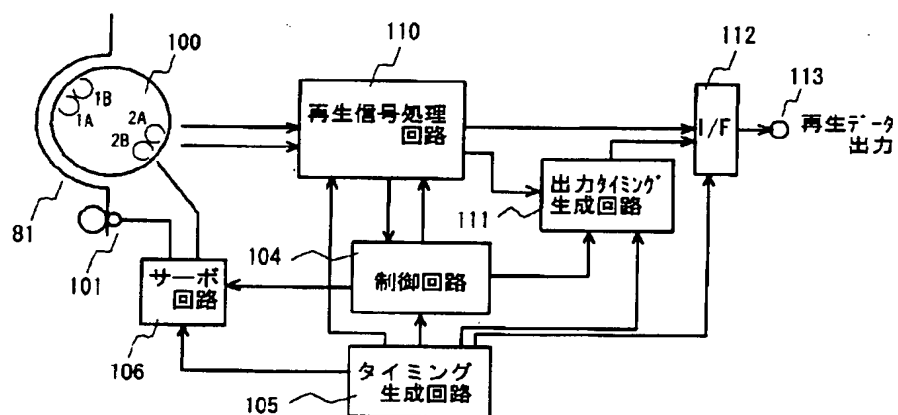 100
1B
1A
2A
2B
81
101
110
再生信号処理
回路
112
I/F
113
再生データ
出力
出力タイミング
生成回路
111
104
制御回路
サーボ
回路
106
タイミング
生成回路
105